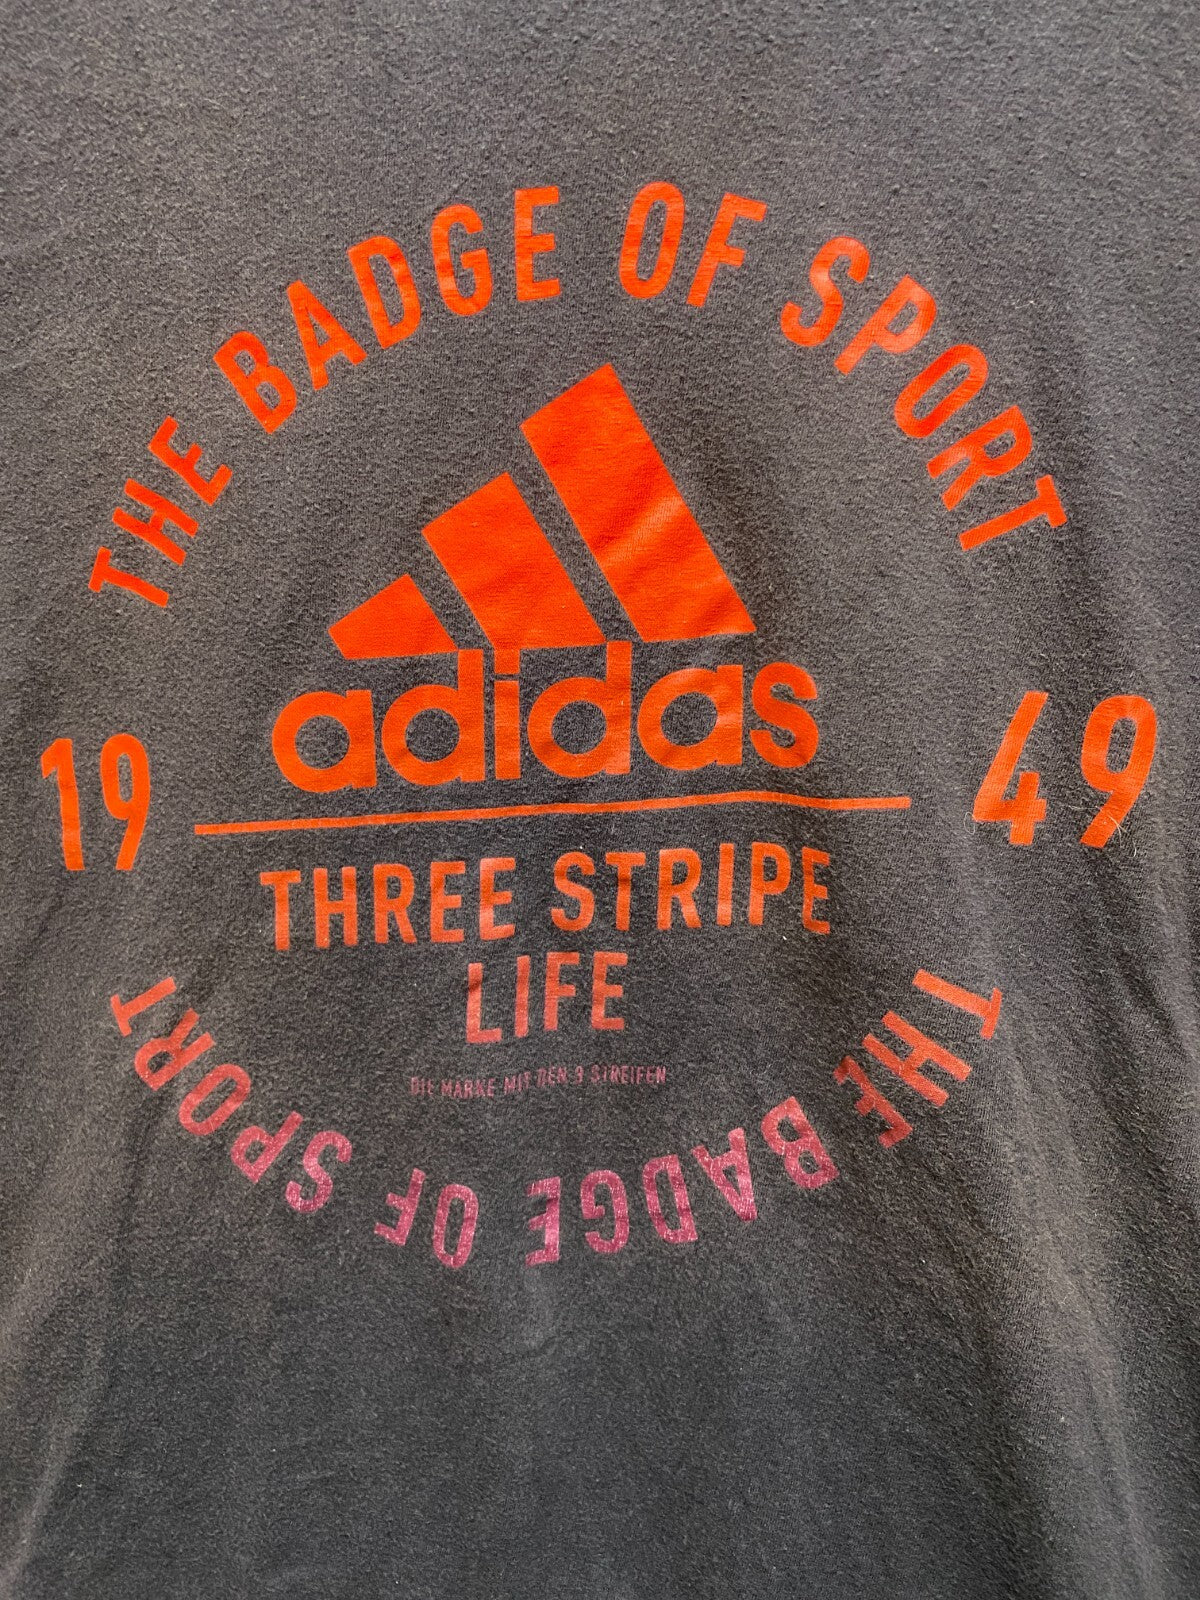 THE BADGE OF SPORT
adidas
19 49
THREE STRIPE
LIFE
DIE MARKE MIT DEN 3 STREIFEN
THE BADGE OF SPORT